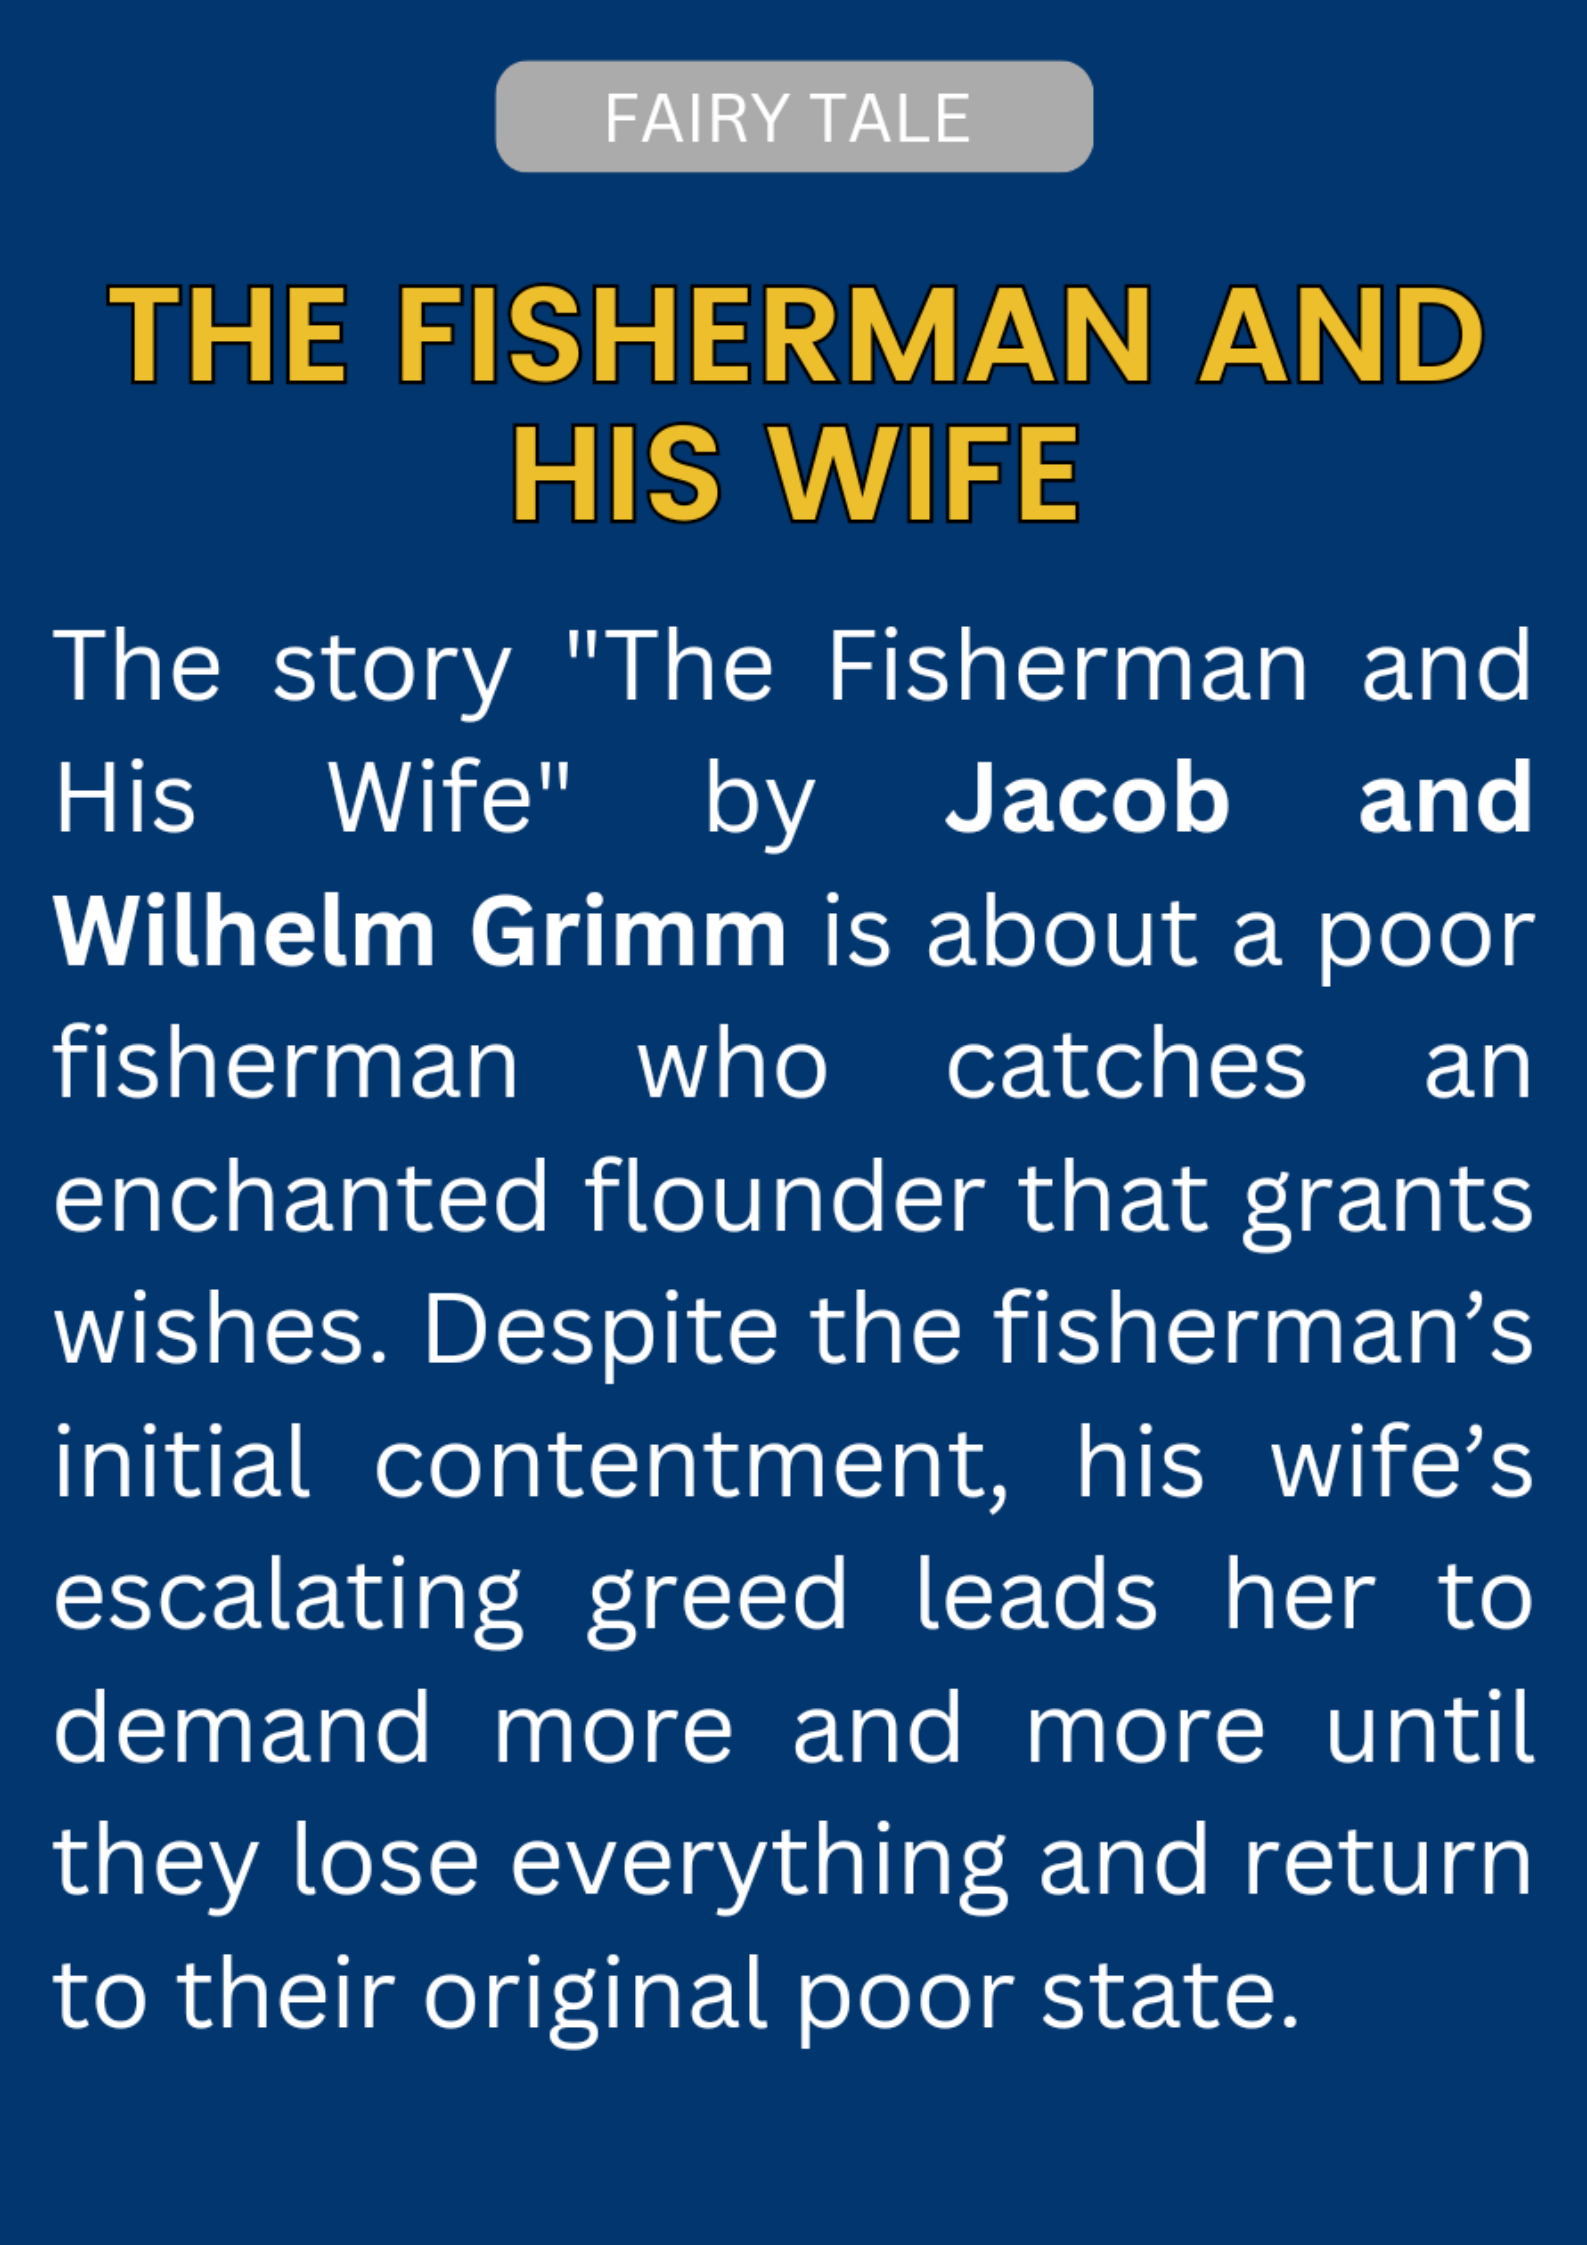 FAIRY TALE
THE FISHERMAN AND
HIS WIFE
The story "The Fisherman and
His Wife" by Jacob and
Wilhelm Grimm is about a poor
fisherman who catches an
enchanted flounder that grants
wishes. Despite the fisherman’s
initial contentment, his wife’s
escalating greed leads her to
demand more and more until
they lose everything and return
to their original poor state.